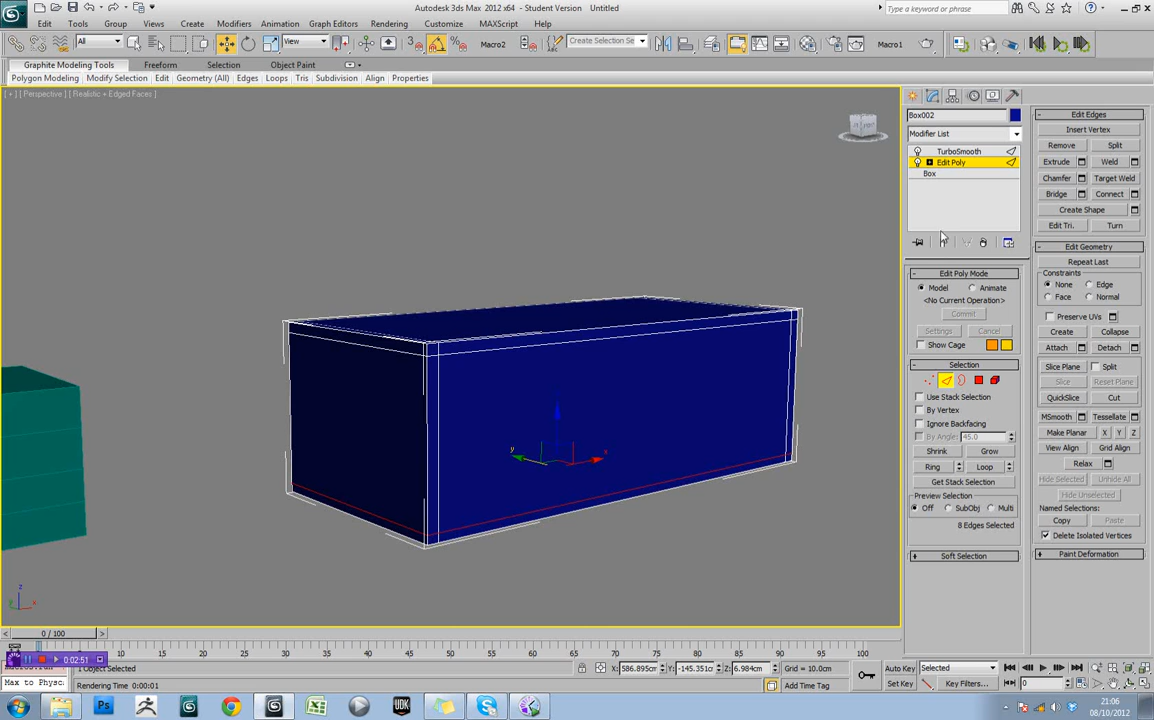 Autodesk 3ds Max 2012 x64 - Student Version Untitled
Type a keyword or phrase
Edit Tools Group Views Create Modifiers Animation Graph Editors Rendering Customize MAXScript Help
All View Macro2 Create Selection Se Macro1
Graphite Modeling Tools Freeform Selection Object Paint
Polygon Modeling Modify Selection Edit Geometry (All) Edges Loops Tris Subdivision Align Properties
[ + ] [ Perspective ] [ Realistic + Edged Faces ]
Box002
Modifier List
TurboSmooth
Edit Poly
Box
Edit Poly Mode
Model Animate
<No Current Operation>
Commit
Settings Cancel
Show Cage
Selection
Use Stack Selection
By Vertex
Ignore Backfacing
By Angle: 45.0
Shrink Grow
Ring Loop
Get Stack Selection
Preview Selection
Off SubObj Multi
8 Edges Selected
Soft Selection
Edit Edges
Insert Vertex
Remove Split
Extrude Weld
Chamfer Target Weld
Bridge Connect
Create Shape
Edit Tri. Turn
Edit Geometry
Repeat Last
Constraints
None Edge
Face Normal
Preserve UVs
Create Collapse
Attach Detach
Slice Plane Split
Slice Reset Plane
QuickSlice Cut
MSmooth Tessellate
Make Planar X Y Z
View Align Grid Align
Relax
Hide Selected Unhide All
Hide Unselected
Named Selections:
Copy Paste
Delete Isolated Vertices
Paint Deformation
y x
z
x
0 / 100
10 15 20 25 30 35 40 45 50 55 60 65 70 75 80 85 90 95 100
0:02:51
1 Object Selected X: 586.895cm Y: -145.351cm Z: 6.984cm Grid = 10.0cm Auto Key Selected
Max to Physc Rendering Time 0:00:01 Add Time Tag Set Key Key Filters... 0
21:06
08/10/2012